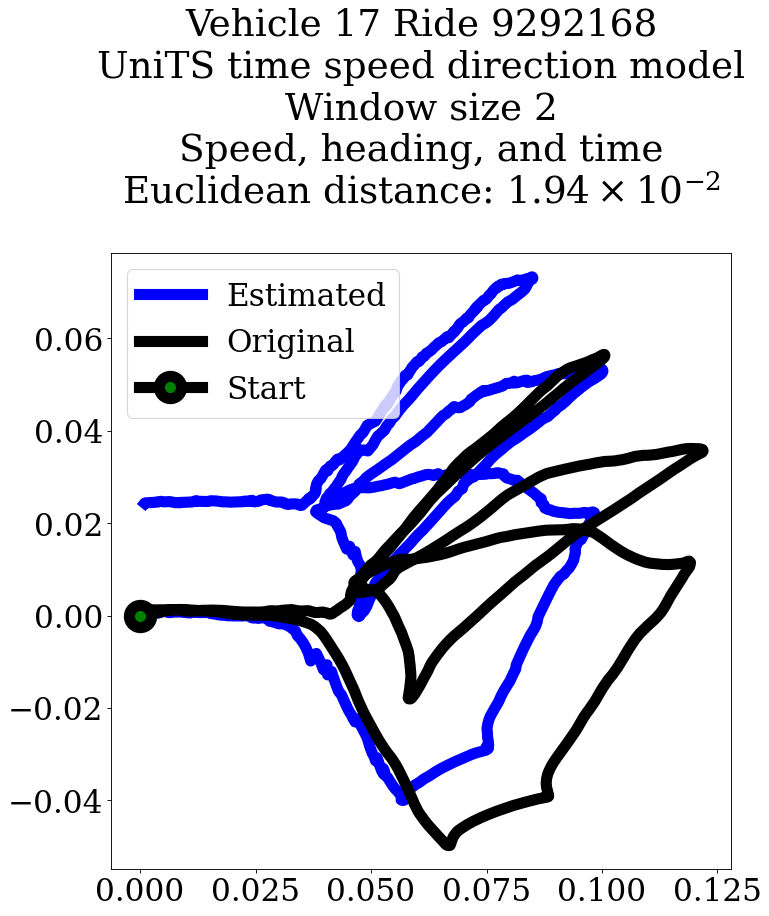 Vehicle 17 Ride 9292168
UniTS time speed direction model
Window size 2
Speed, heading, and time
Euclidean distance: 1.94 × 10⁻²
Estimated
Original
Start
0.06
0.04
0.02
0.00
−0.02
−0.04
0.000 0.025 0.050 0.075 0.100 0.125